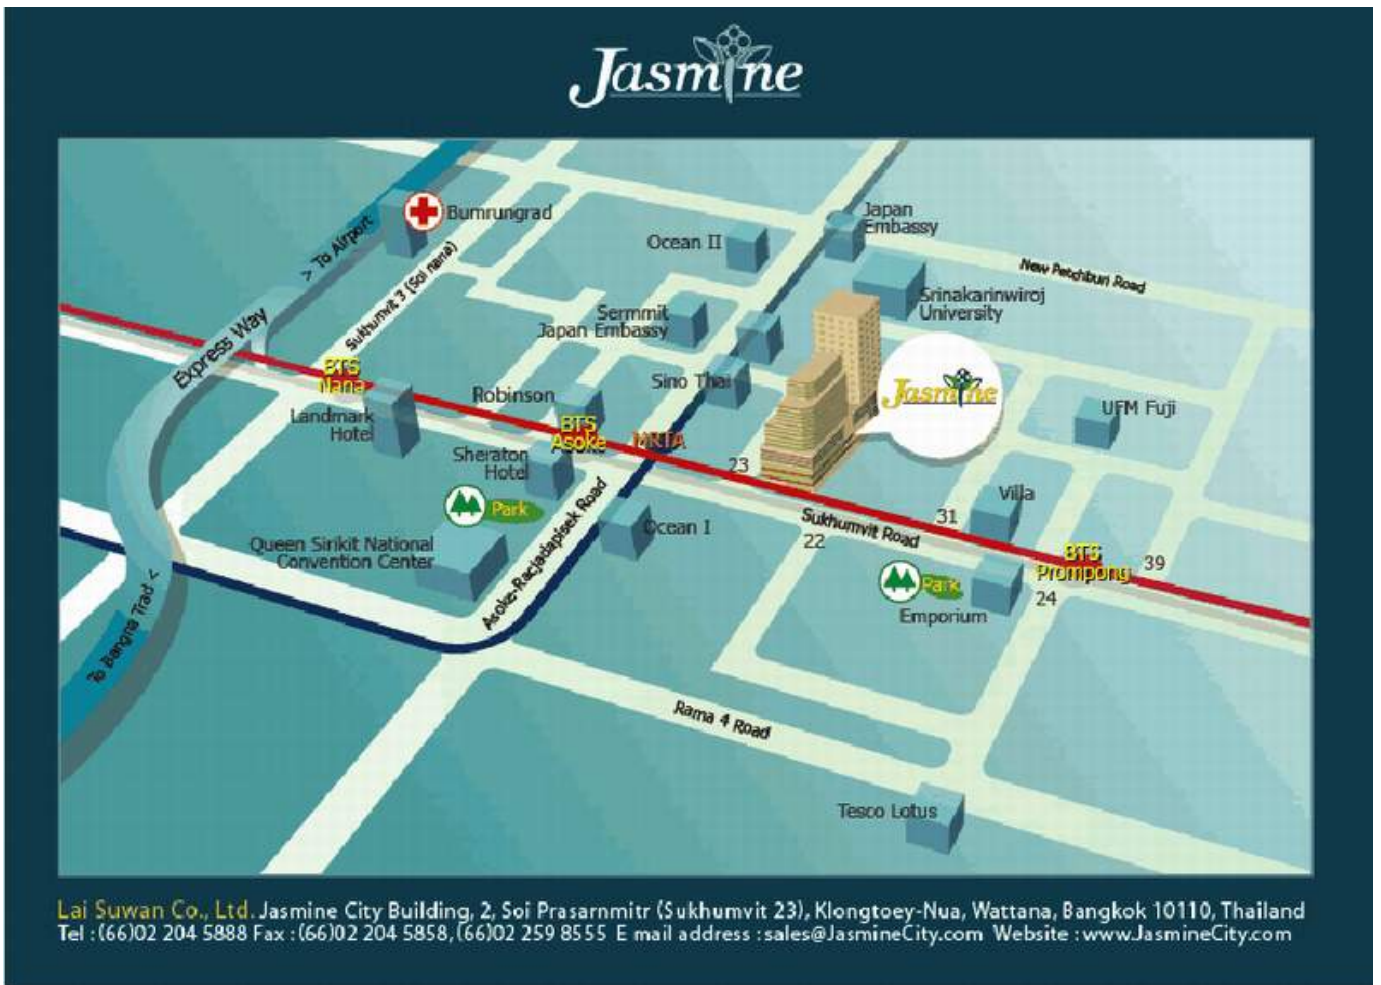 Jasmine
Bumrungrad
Japan
Embassy
Ocean II
> To Airport
Sukhumvit 3 (Soi nana)
New Petchburi Road
Srinakarinwiroj
University
Sermmit
Japan Embassy
Express Way
BTS
Nana
Sino Thai
Jasmine
Robinson
Landmark
Hotel
UFM Fuji
BTS
Asoke
MRTA
Sheraton
Hotel
23
Villa
Park
Ocean I
Sukhumvit Road
31
22
Queen Sirikit National
Convention Center
Asoke-Racjadapisek Road
BTS
Prompong
39
Park
24
Emporium
To Bangna Trad <
Rama 4 Road
Tesco Lotus
Lai Suwan Co., Ltd. Jasmine City Building, 2, Soi Prasarnmitr (Sukhumvit 23), Klongtoey-Nua, Wattana, Bangkok 10110, Thailand
Tel : (66)02 204 5888 Fax : (66)02 204 5858, (66)02 259 8555 E mail address : sales@JasmineCity.com Website : www.JasmineCity.com